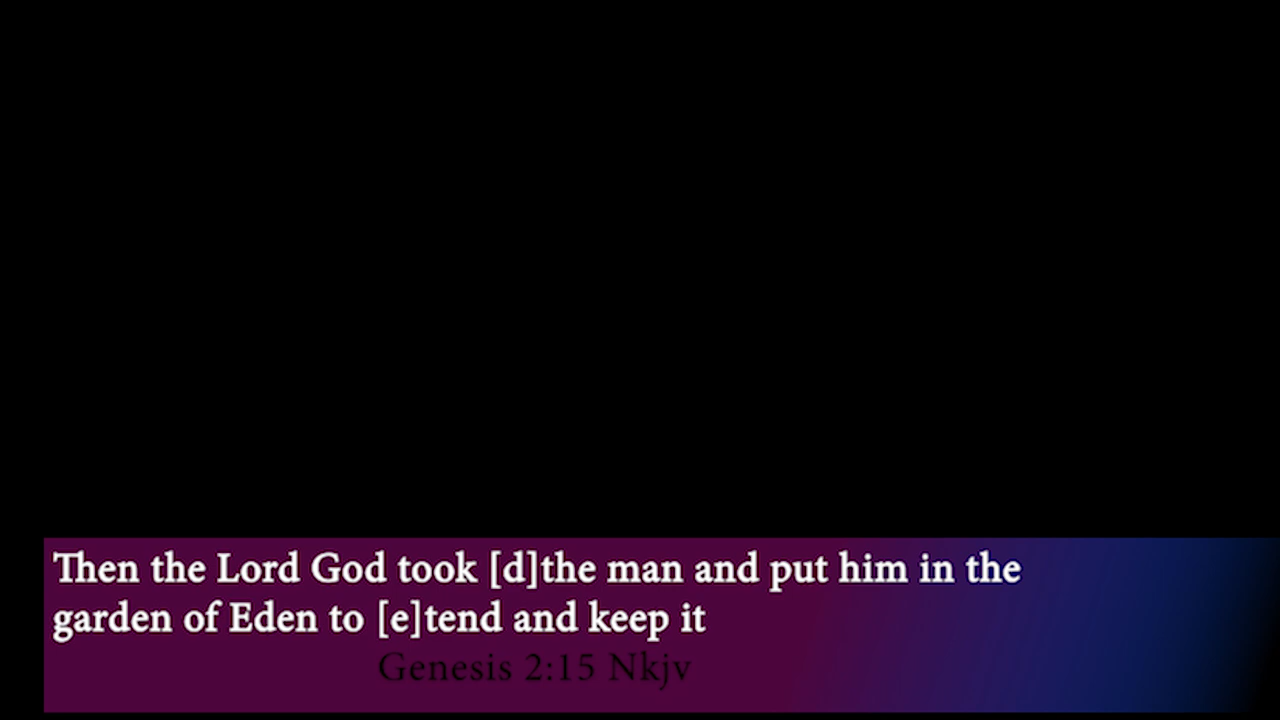 Then the Lord God took [d]the man and put him in the
garden of Eden to [e]tend and keep it
Genesis 2:15 Nkjv